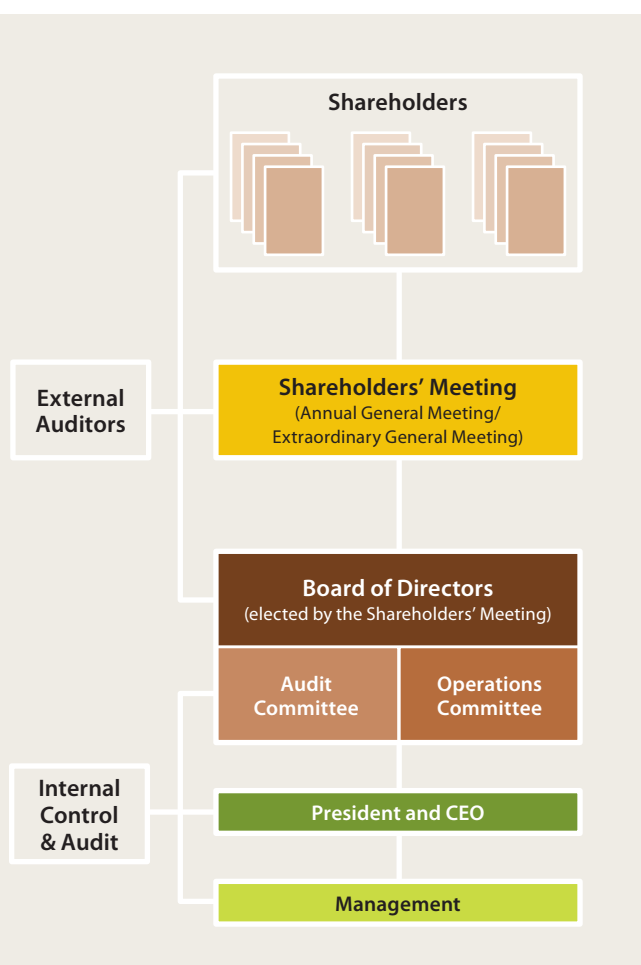 Shareholders
External
Auditors
Shareholders’ Meeting
(Annual General Meeting/
Extraordinary General Meeting)
Board of Directors
(elected by the Shareholders’ Meeting)
Audit
Committee
Operations
Committee
Internal
Control
& Audit
President and CEO
Management